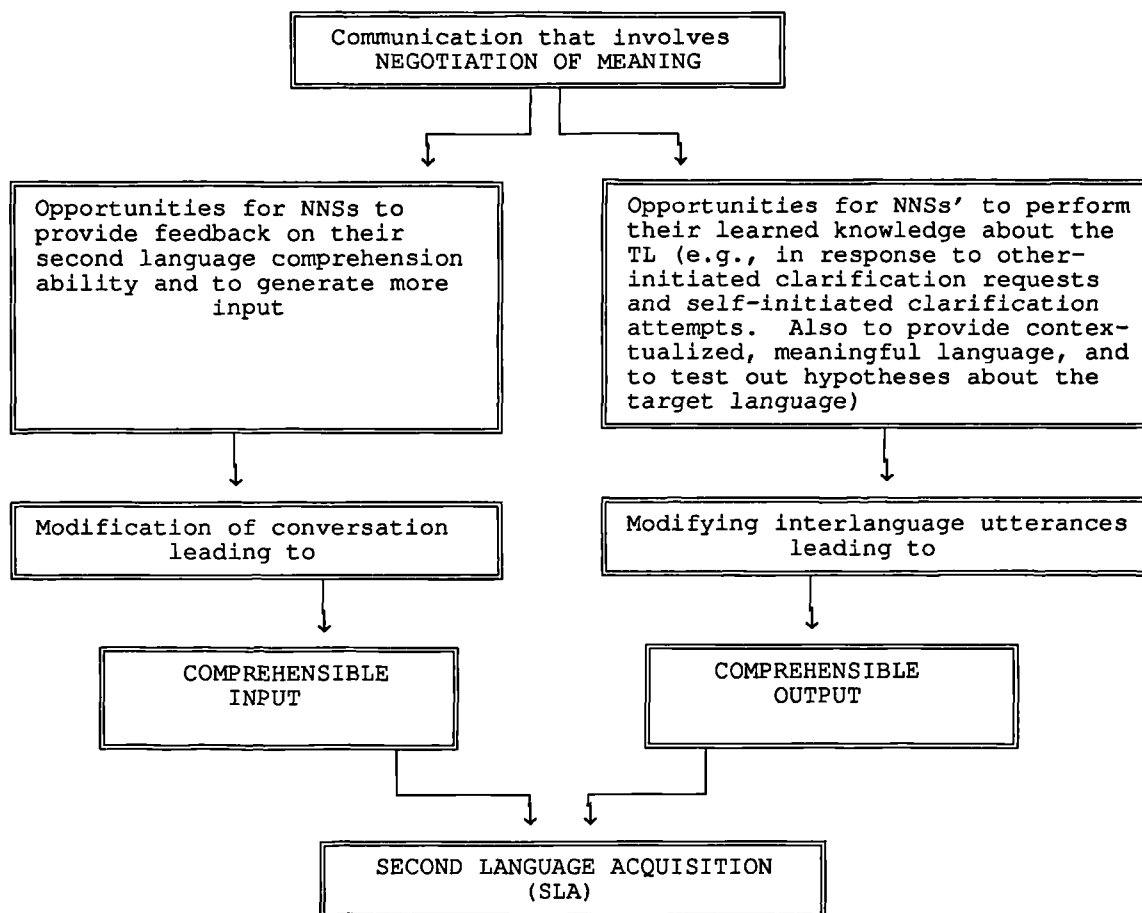 Communication that involves
NEGOTIATION OF MEANING
Opportunities for NNSs to
provide feedback on their
second language comprehension
ability and to generate more
input
Opportunities for NNSs' to perform
their learned knowledge about the
TL (e.g., in response to other-
initiated clarification requests
and self-initiated clarification
attempts. Also to provide contex-
tualized, meaningful language, and
to test out hypotheses about the
target language)
Modification of conversation
leading to
Modifying interlanguage utterances
leading to
COMPREHENSIBLE
INPUT
COMPREHENSIBLE
OUTPUT
SECOND LANGUAGE ACQUISITION
(SLA)